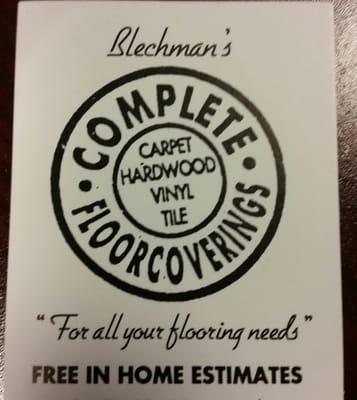 Blechman's
COMPLETE
CARPET
HARDWOOD
VINYL
TILE
• FLOORCOVERINGS •
"For all your flooring needs"
FREE IN HOME ESTIMATES